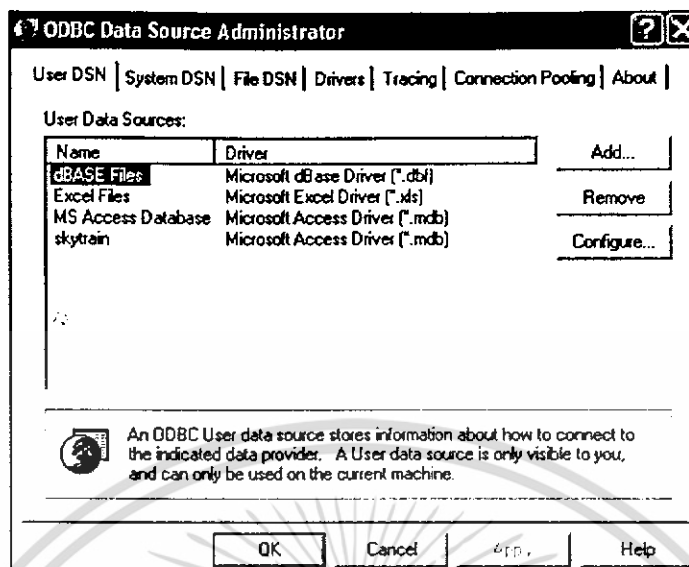 ODBC Data Source Administrator
User DSN System DSN File DSN Drivers Tracing Connection Pooling About
User Data Sources:
Name Driver
dBASE Files Microsoft dBase Driver (*.dbf)
Excel Files Microsoft Excel Driver (*.xls)
MS Access Database Microsoft Access Driver (*.mdb)
skytrain Microsoft Access Driver (*.mdb)
Add...
Remove
Configure...
An ODBC User data source stores information about how to connect to
the indicated data provider. A User data source is only visible to you,
and can only be used on the current machine.
OK Cancel Help